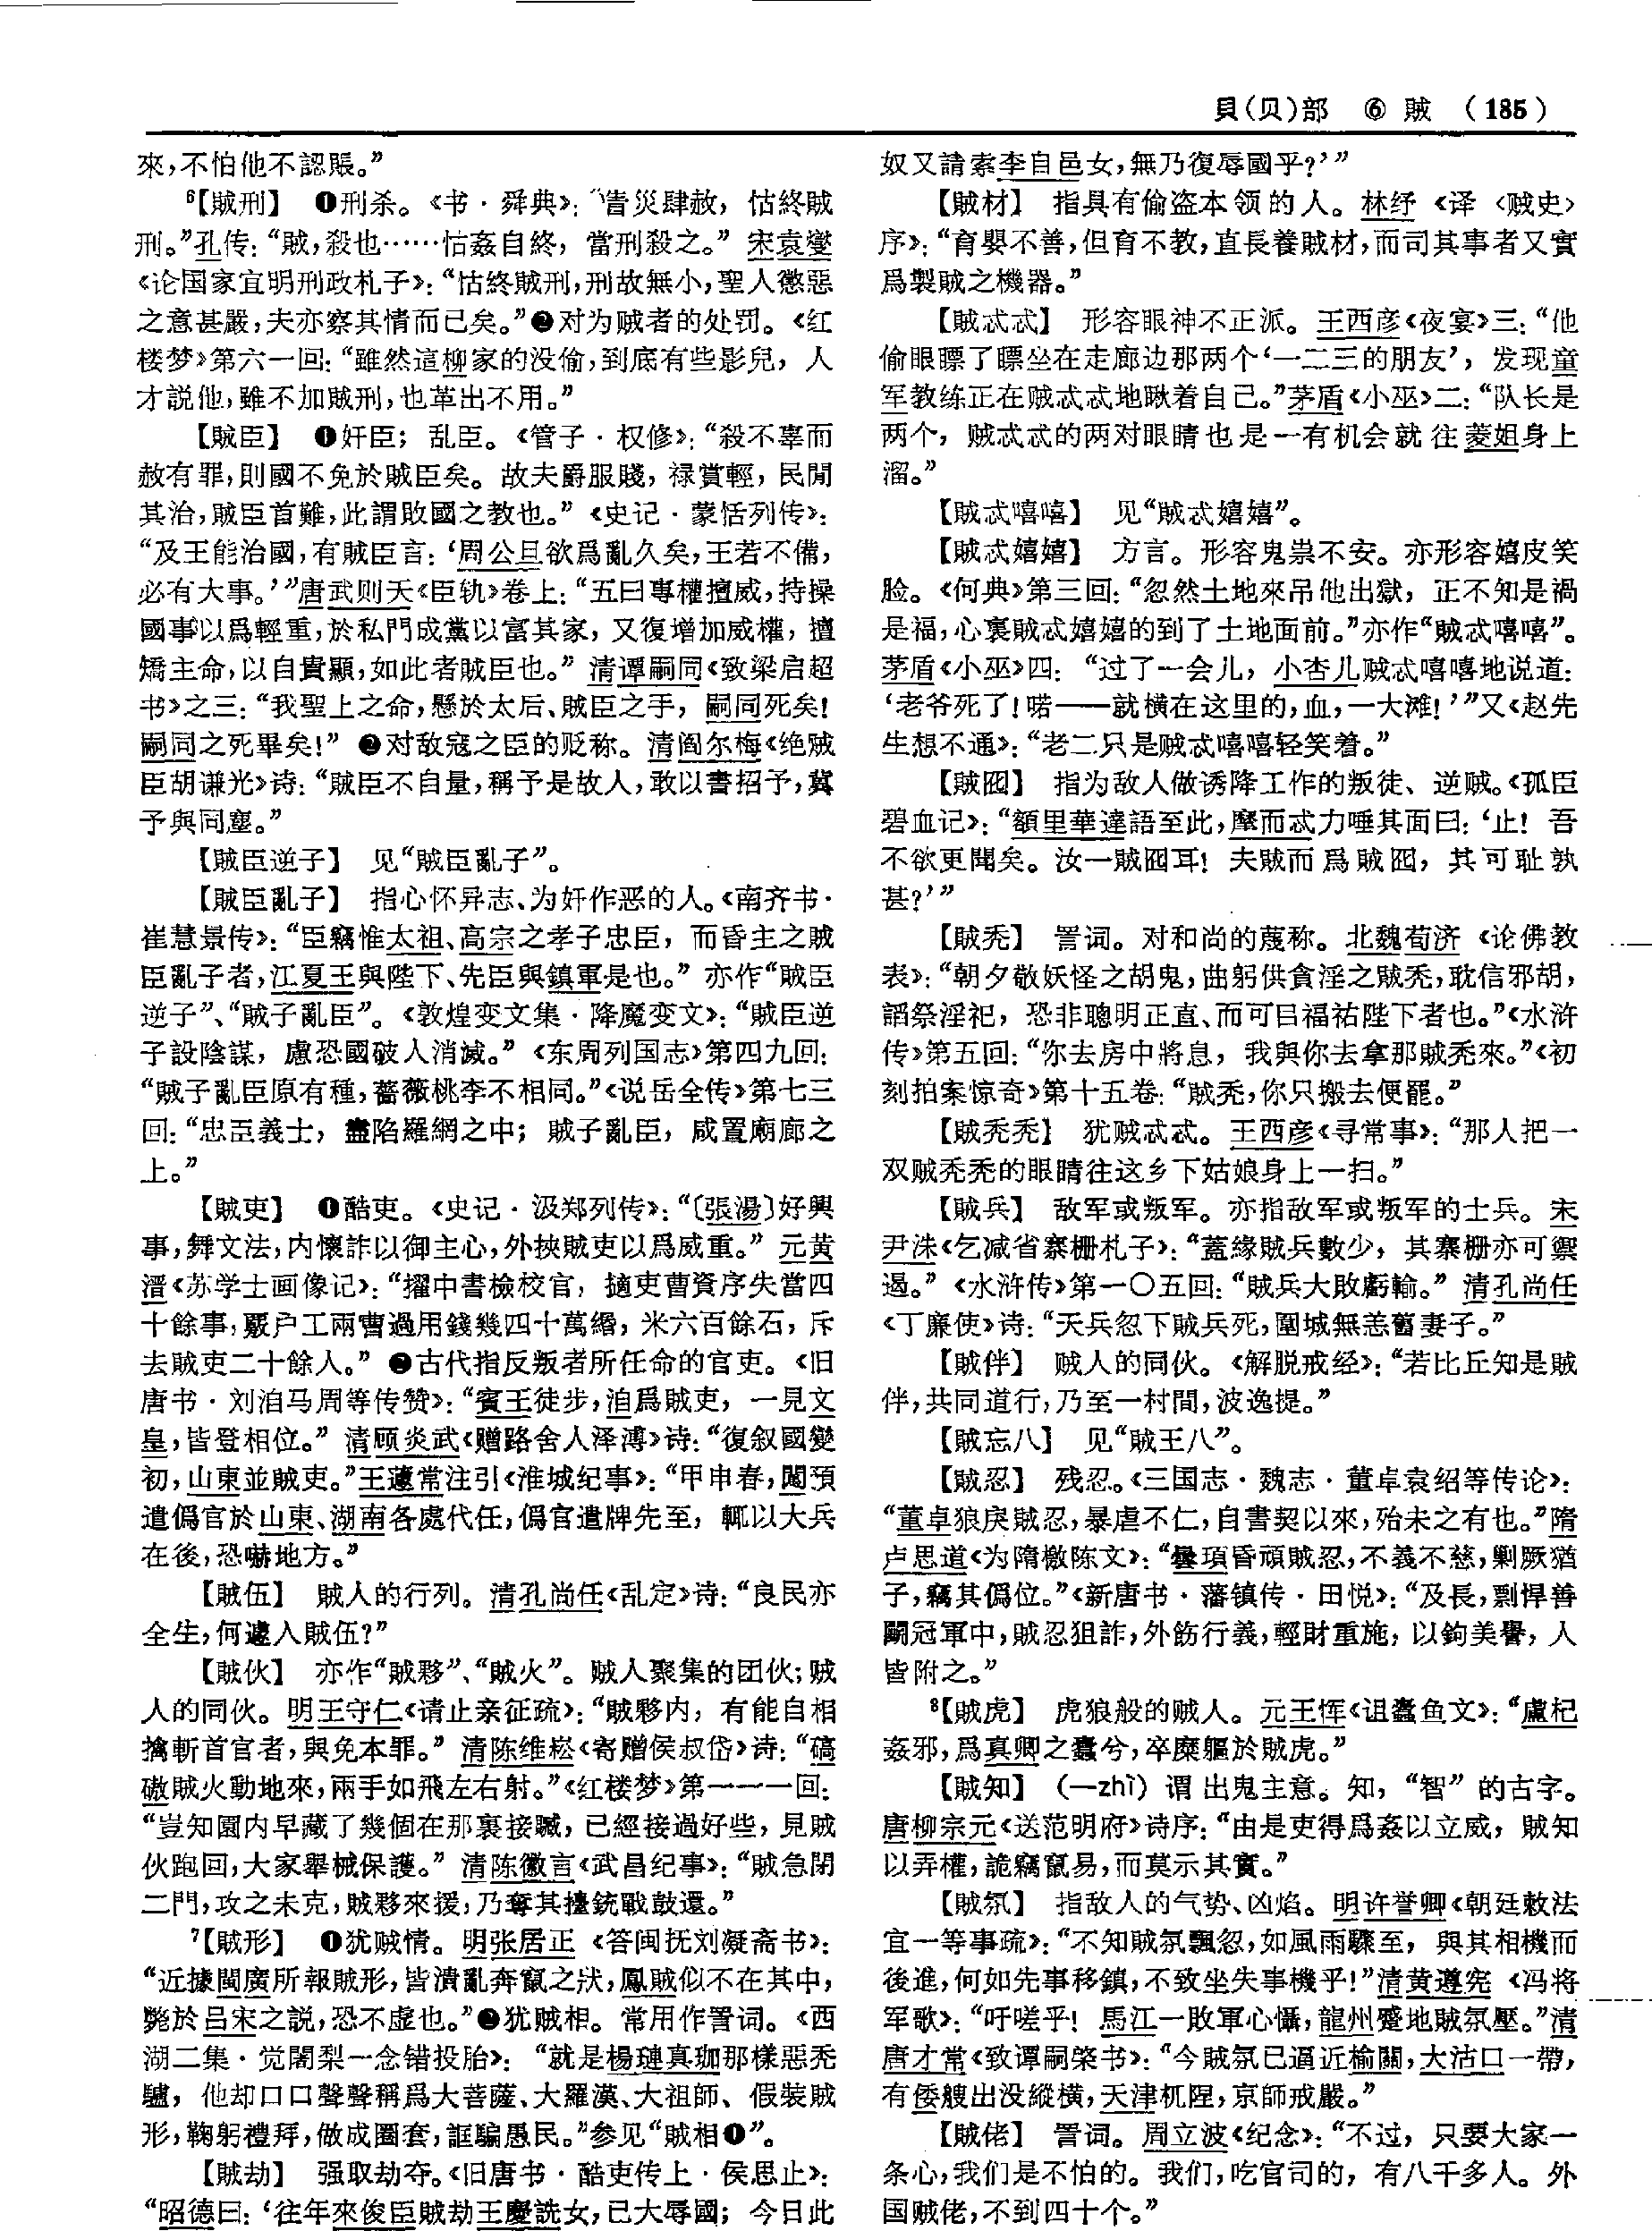 貝(贝)部 ⑥ 賊 (185)
來，不怕他不認賬。”
⁶【賊刑】 ❶刑杀。《书·舜典》：“眚災肆赦，怙終賊
刑。”孔传：“賊，殺也……怙姦自終，當刑殺之。” 宋袁燮
《论国家宜明刑政札子》：“怙終賊刑，刑故無小，聖人懲惡
之意甚嚴，夫亦察其情而已矣。”❷对为贼者的处罚。《红
楼梦》第六一回：“雖然這柳家的没偷，到底有些影兒，人
才説他，雖不加賊刑，也革出不用。”
【賊臣】 ❶奸臣；乱臣。《管子·权修》：“殺不辜而
赦有罪，則國不免於賊臣矣。故夫爵服賤，禄賞輕，民閒
其治，賊臣首難，此謂敗國之教也。”《史记·蒙恬列传》：
“及王能治國，有賊臣言：‘周公旦欲爲亂久矣，王若不備，
必有大事。’”唐武则天《臣轨》卷上：“五曰專權擅威，持操
國事以爲輕重，於私門成黨以富其家，又復增加威權，擅
矯主命，以自貴顯，如此者賊臣也。” 清谭嗣同《致梁启超
书》之三：“我聖上之命，懸於太后、賊臣之手，嗣同死矣！
嗣同之死畢矣！” ❷对敌寇之臣的贬称。清阎尔梅《绝贼
臣胡谦光》诗：“賊臣不自量，稱予是故人，敢以書招予，冀
予與同塵。”
【賊臣逆子】 见“賊臣亂子”。
【賊臣亂子】 指心怀异志、为奸作恶的人。《南齐书·
崔慧景传》：“臣竊惟太祖、高宗之孝子忠臣，而昏主之賊
臣亂子者，江夏王與陛下、先臣與鎮軍是也。” 亦作“賊臣
逆子”、“賊子亂臣”。《敦煌变文集·降魔变文》：“賊臣逆
子設陰謀，慮恐國破人消滅。”《东周列国志》第四九回：
“賊子亂臣原有種，薔薇桃李不相同。”《说岳全传》第七三
回：“忠臣義士，盡陷羅網之中；賊子亂臣，咸置廟廊之
上。”
【賊吏】 ❶酷吏。《史记·汲郑列传》：“〔張湯〕好興
事，舞文法，内懷詐以御主心，外挾賊吏以爲威重。” 元黄
溍《苏学士画像记》：“擢中書檢校官，擿吏曹資序失當四
十餘事，覈户工兩曹過用錢幾四十萬緡，米六百餘石，斥
去賊吏二十餘人。” ❷古代指反叛者所任命的官吏。《旧
唐书·刘洎马周等传赞》：“賓王徒步，洎爲賊吏，一見文
皇，皆登相位。” 清顾炎武《赠路舍人泽溥》诗：“復叙國變
初，山東並賊吏。”王蘧常注引《淮城纪事》：“甲申春，闖預
遣僞官於山東、湖南各處代任，僞官遣牌先至，輒以大兵
在後，恐嚇地方。”
【賊伍】 賊人的行列。清孔尚任《乱定》诗：“良民亦
全生，何遽入賊伍？”
【賊伙】 亦作“賊夥”、“賊火”。贼人聚集的团伙；贼
人的同伙。明王守仁《请止亲征疏》：“賊夥内，有能自相
擒斬首官者，與免本罪。” 清陈维崧《寄赠侯叔岱》诗：“碻
磝賊火動地來，兩手如飛左右射。”《红楼梦》第一一一回：
“豈知園内早藏了幾個在那裏接贓，已經接過好些，見賊
伙跑回，大家舉械保護。” 清陈徽言《武昌纪事》：“賊急閉
二門，攻之未克，賊夥來援，乃奪其擡銃戰鼓還。”
⁷【賊形】 ❶犹贼情。明张居正《答闽抚刘凝斋书》：
“近據閩廣所報賊形，皆潰亂奔竄之狀，鳳賊似不在其中，
斃於吕宋之説，恐不虚也。”❷犹贼相。常用作詈词。《西
湖二集·觉阇梨一念错投胎》：“就是楊璉真珈那樣惡秃
驢，他却口口聲聲稱爲大菩薩、大羅漢、大祖師、假裝賊
形，鞠躬禮拜，做成圈套，誆騙愚民。”参见“賊相❶”。
【賊劫】 强取劫夺。《旧唐书·酷吏传上·侯思止》：
“昭德曰：‘往年來俊臣賊劫王慶詵女，已大辱國；今日此
奴又請索李自邑女，無乃復辱國乎？’”
【賊材】 指具有偷盗本领的人。林纾《译〈贼史〉
序》：“育嬰不善，但育不教，直長養賊材，而司其事者又實
爲製賊之機器。”
【賊忒忒】 形容眼神不正派。王西彦《夜宴》三：“他
偷眼瞟了瞟坐在走廊边那两个‘一二三的朋友’，发现童
军教练正在贼忒忒地瞅着自己。”茅盾《小巫》二：“队长是
两个，贼忒忒的两对眼睛也是一有机会就往菱姐身上
溜。”
【賊忒嘻嘻】 见“賊忒嬉嬉”。
【賊忒嬉嬉】 方言。形容鬼祟不安。亦形容嬉皮笑
脸。《何典》第三回：“忽然土地來吊他出獄，正不知是禍
是福，心裏賊忒嬉嬉的到了土地面前。”亦作“賊忒嘻嘻”。
茅盾《小巫》四：“过了一会儿，小杏儿贼忒嘻嘻地说道：
‘老爷死了！喏——就横在这里的，血，一大滩！’”又《赵先
生想不通》：“老二只是贼忒嘻嘻轻笑着。”
【賊囮】 指为敌人做诱降工作的叛徒、逆贼。《孤臣
碧血记》：“額里華達語至此，摩而忒力唾其面曰：‘止！吾
不欲更聞矣。汝一賊囮耳！夫賊而爲賊囮，其可耻孰
甚？’”
【賊秃】 詈词。对和尚的蔑称。北魏荀济《论佛教
表》：“朝夕敬妖怪之胡鬼，曲躬供貪淫之賊秃，耽信邪胡，
諂祭淫祀，恐非聰明正直、而可㠯福祐陛下者也。”《水浒
传》第五回：“你去房中將息，我與你去拿那賊秃來。”《初
刻拍案惊奇》第十五卷：“賊秃，你只搬去便罷。”
【賊秃秃】 犹贼忒忒。王西彦《寻常事》：“那人把一
双贼秃秃的眼睛往这乡下姑娘身上一扫。”
【賊兵】 敌军或叛军。亦指敌军或叛军的士兵。宋
尹洙《乞减省寨栅札子》：“蓋緣賊兵數少，其寨栅亦可禦
遏。”《水浒传》第一〇五回：“賊兵大敗虧輸。” 清孔尚任
《丁廉使》诗：“天兵忽下賊兵死，圍城無恙舊妻子。”
【賊伴】 贼人的同伙。《解脱戒经》：“若比丘知是賊
伴，共同道行，乃至一村間，波逸提。”
【賊忘八】 见“賊王八”。
【賊忍】 残忍。《三国志·魏志·董卓袁绍等传论》：
“董卓狼戾賊忍，暴虐不仁，自書契以來，殆未之有也。”隋
卢思道《为隋檄陈文》：“曇頊昏頑賊忍，不義不慈，剿厥猶
子，竊其僞位。”《新唐书·藩镇传·田悦》：“及長，剽悍善
鬭冠軍中，賊忍狙詐，外飭行義，輕財重施，以鉤美譽，人
皆附之。”
⁸【賊虎】 虎狼般的贼人。元王恽《诅蠹鱼文》：“盧杞
姦邪，爲真卿之蠹兮，卒糜軀於賊虎。”
【賊知】 （—zhì）谓出鬼主意。知，“智”的古字。
唐柳宗元《送范明府》诗序：“由是吏得爲姦以立威，賊知
以弄權，詭竊竄易，而莫示其實。”
【賊氛】 指敌人的气势、凶焰。明许誉卿《朝廷敕法
宜一等事疏》：“不知賊氛飄忽，如風雨驟至，與其相機而
後進，何如先事移鎮，不致坐失事機乎！”清黄遵宪《冯将
军歌》：“吁嗟乎！馬江一敗軍心懾，龍州蹙地賊氛壓。”清
唐才常《致谭嗣棨书》：“今賊氛已逼近榆關，大沽口一帶，
有倭艘出没縱横，天津杌隉，京師戒嚴。”
【賊佬】 詈词。周立波《纪念》：“不过，只要大家一
条心，我们是不怕的。我们，吃官司的，有八千多人。外
国贼佬，不到四十个。”